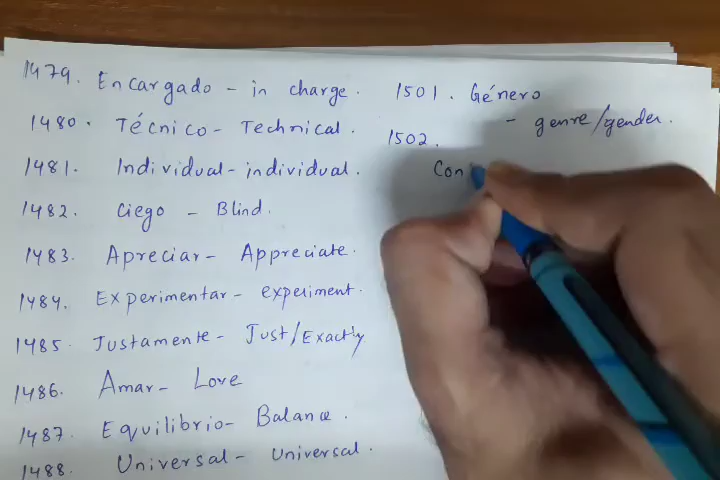 1479. Encargado - in charge.
1480. Técnico - Technical.
1481. Individual - individual.
1482. Ciego - Blind.
1483. Apreciar - Appreciate.
1484. Experimentar - experiment.
1485 Justamente - Just/Exactly
1486. Amar - Love
1487. Equilibrio - Balance.
1488. Universal - Universal.
1501. Género
- genre/gender.
1502.
Con